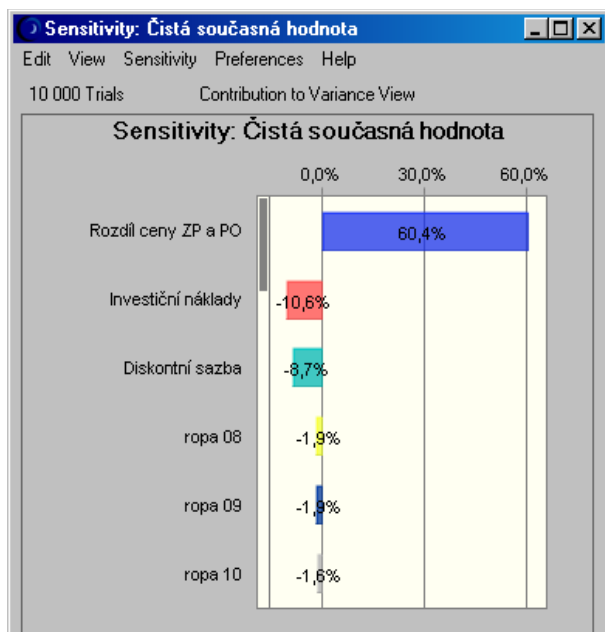 Sensitivity: Čistá současná hodnota
Edit View Sensitivity Preferences Help
10 000 Trials Contribution to Variance View
Sensitivity: Čistá současná hodnota
0,0% 30,0% 60,0%
Rozdíl ceny ZP a PO 60,4%
Investiční náklady -10,6%
Diskontní sazba -8,7%
ropa 08 -1,9%
ropa 09 -1,9%
ropa 10 -1,6%